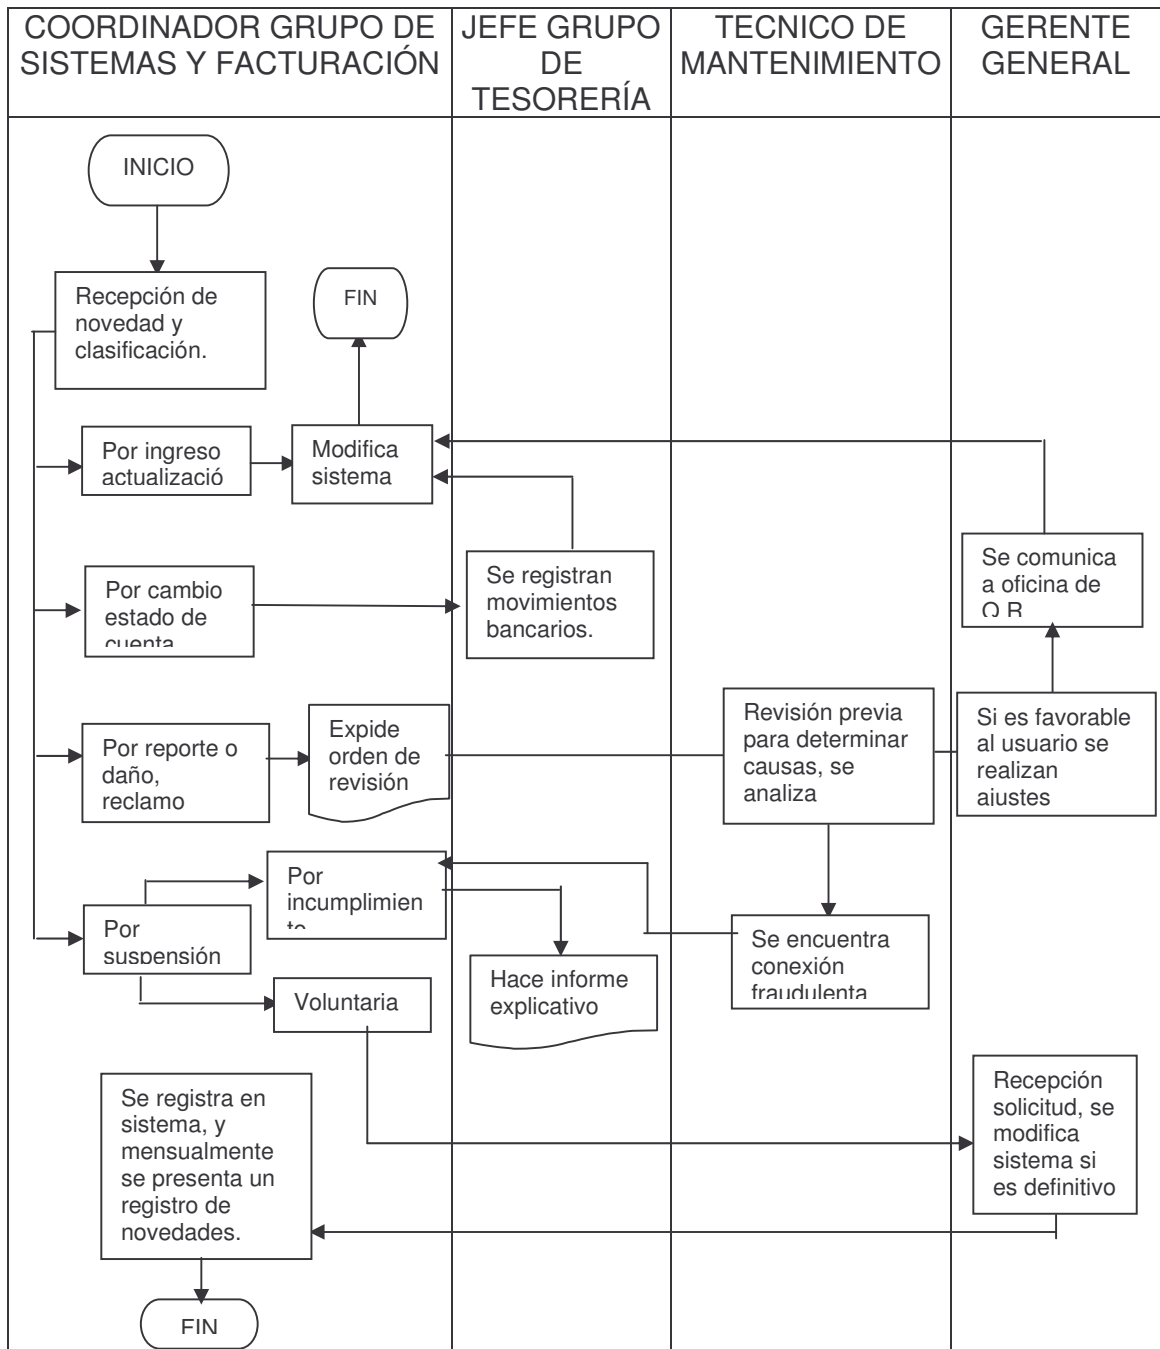 COORDINADOR GRUPO DE
SISTEMAS Y FACTURACIÓN
JEFE GRUPO
DE
TESORERÍA
TECNICO DE
MANTENIMIENTO
GERENTE
GENERAL
INICIO
Recepción de
novedad y
clasificación.
FIN
Por ingreso
actualizació
Modifica
sistema
Por cambio
estado de
cuenta
Se registran
movimientos
bancarios.
Se comunica
a oficina de
Por reporte o
daño,
reclamo
Expide
orden de
revisión
Revisión previa
para determinar
causas, se
analiza
Si es favorable
al usuario se
realizan
ajustes
Por
suspensión
Por
incumplimien
to
Voluntaria
Hace informe
explicativo
Se encuentra
conexión
fraudulenta
Recepción
solicitud, se
modifica
sistema si
es definitivo
Se registra en
sistema, y
mensualmente
se presenta un
registro de
novedades.
FIN